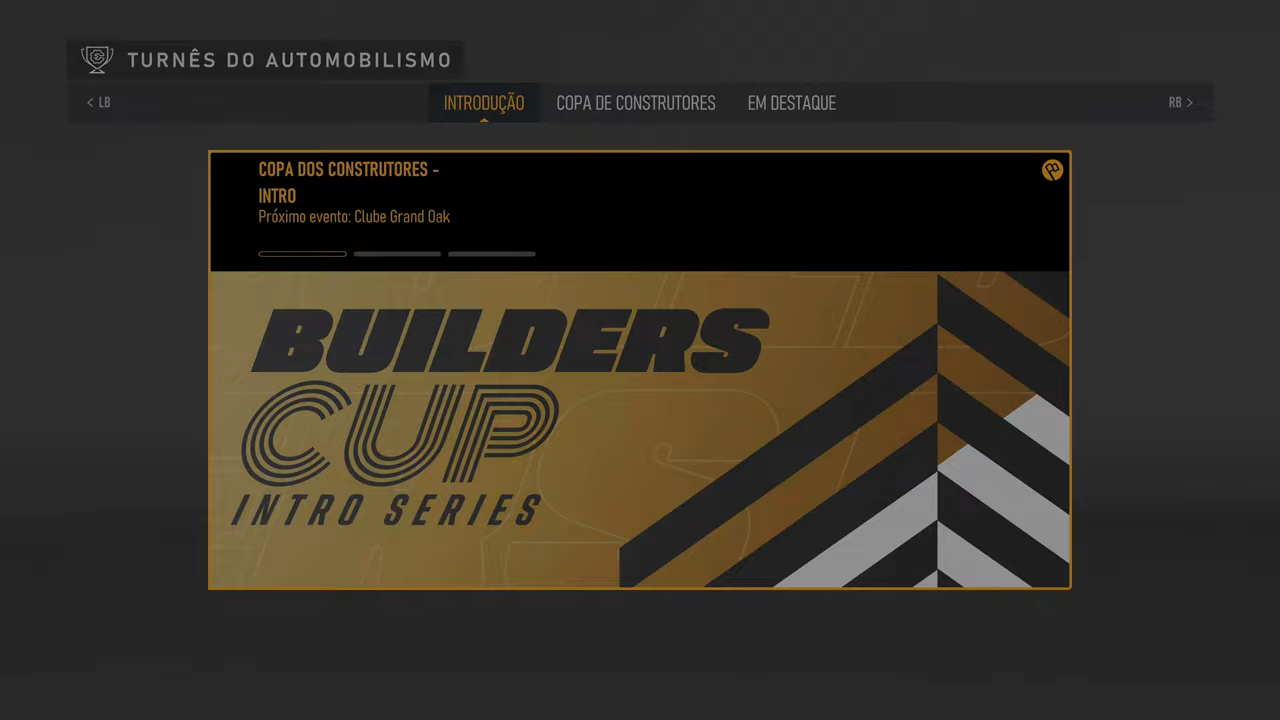 TURNÊS DO AUTOMOBILISMO
< LB
INTRODUÇÃO
COPA DE CONSTRUTORES
EM DESTAQUE
RB >
COPA DOS CONSTRUTORES -
INTRO
Próximo evento: Clube Grand Oak
BUILDERS
CUP
INTRO SERIES